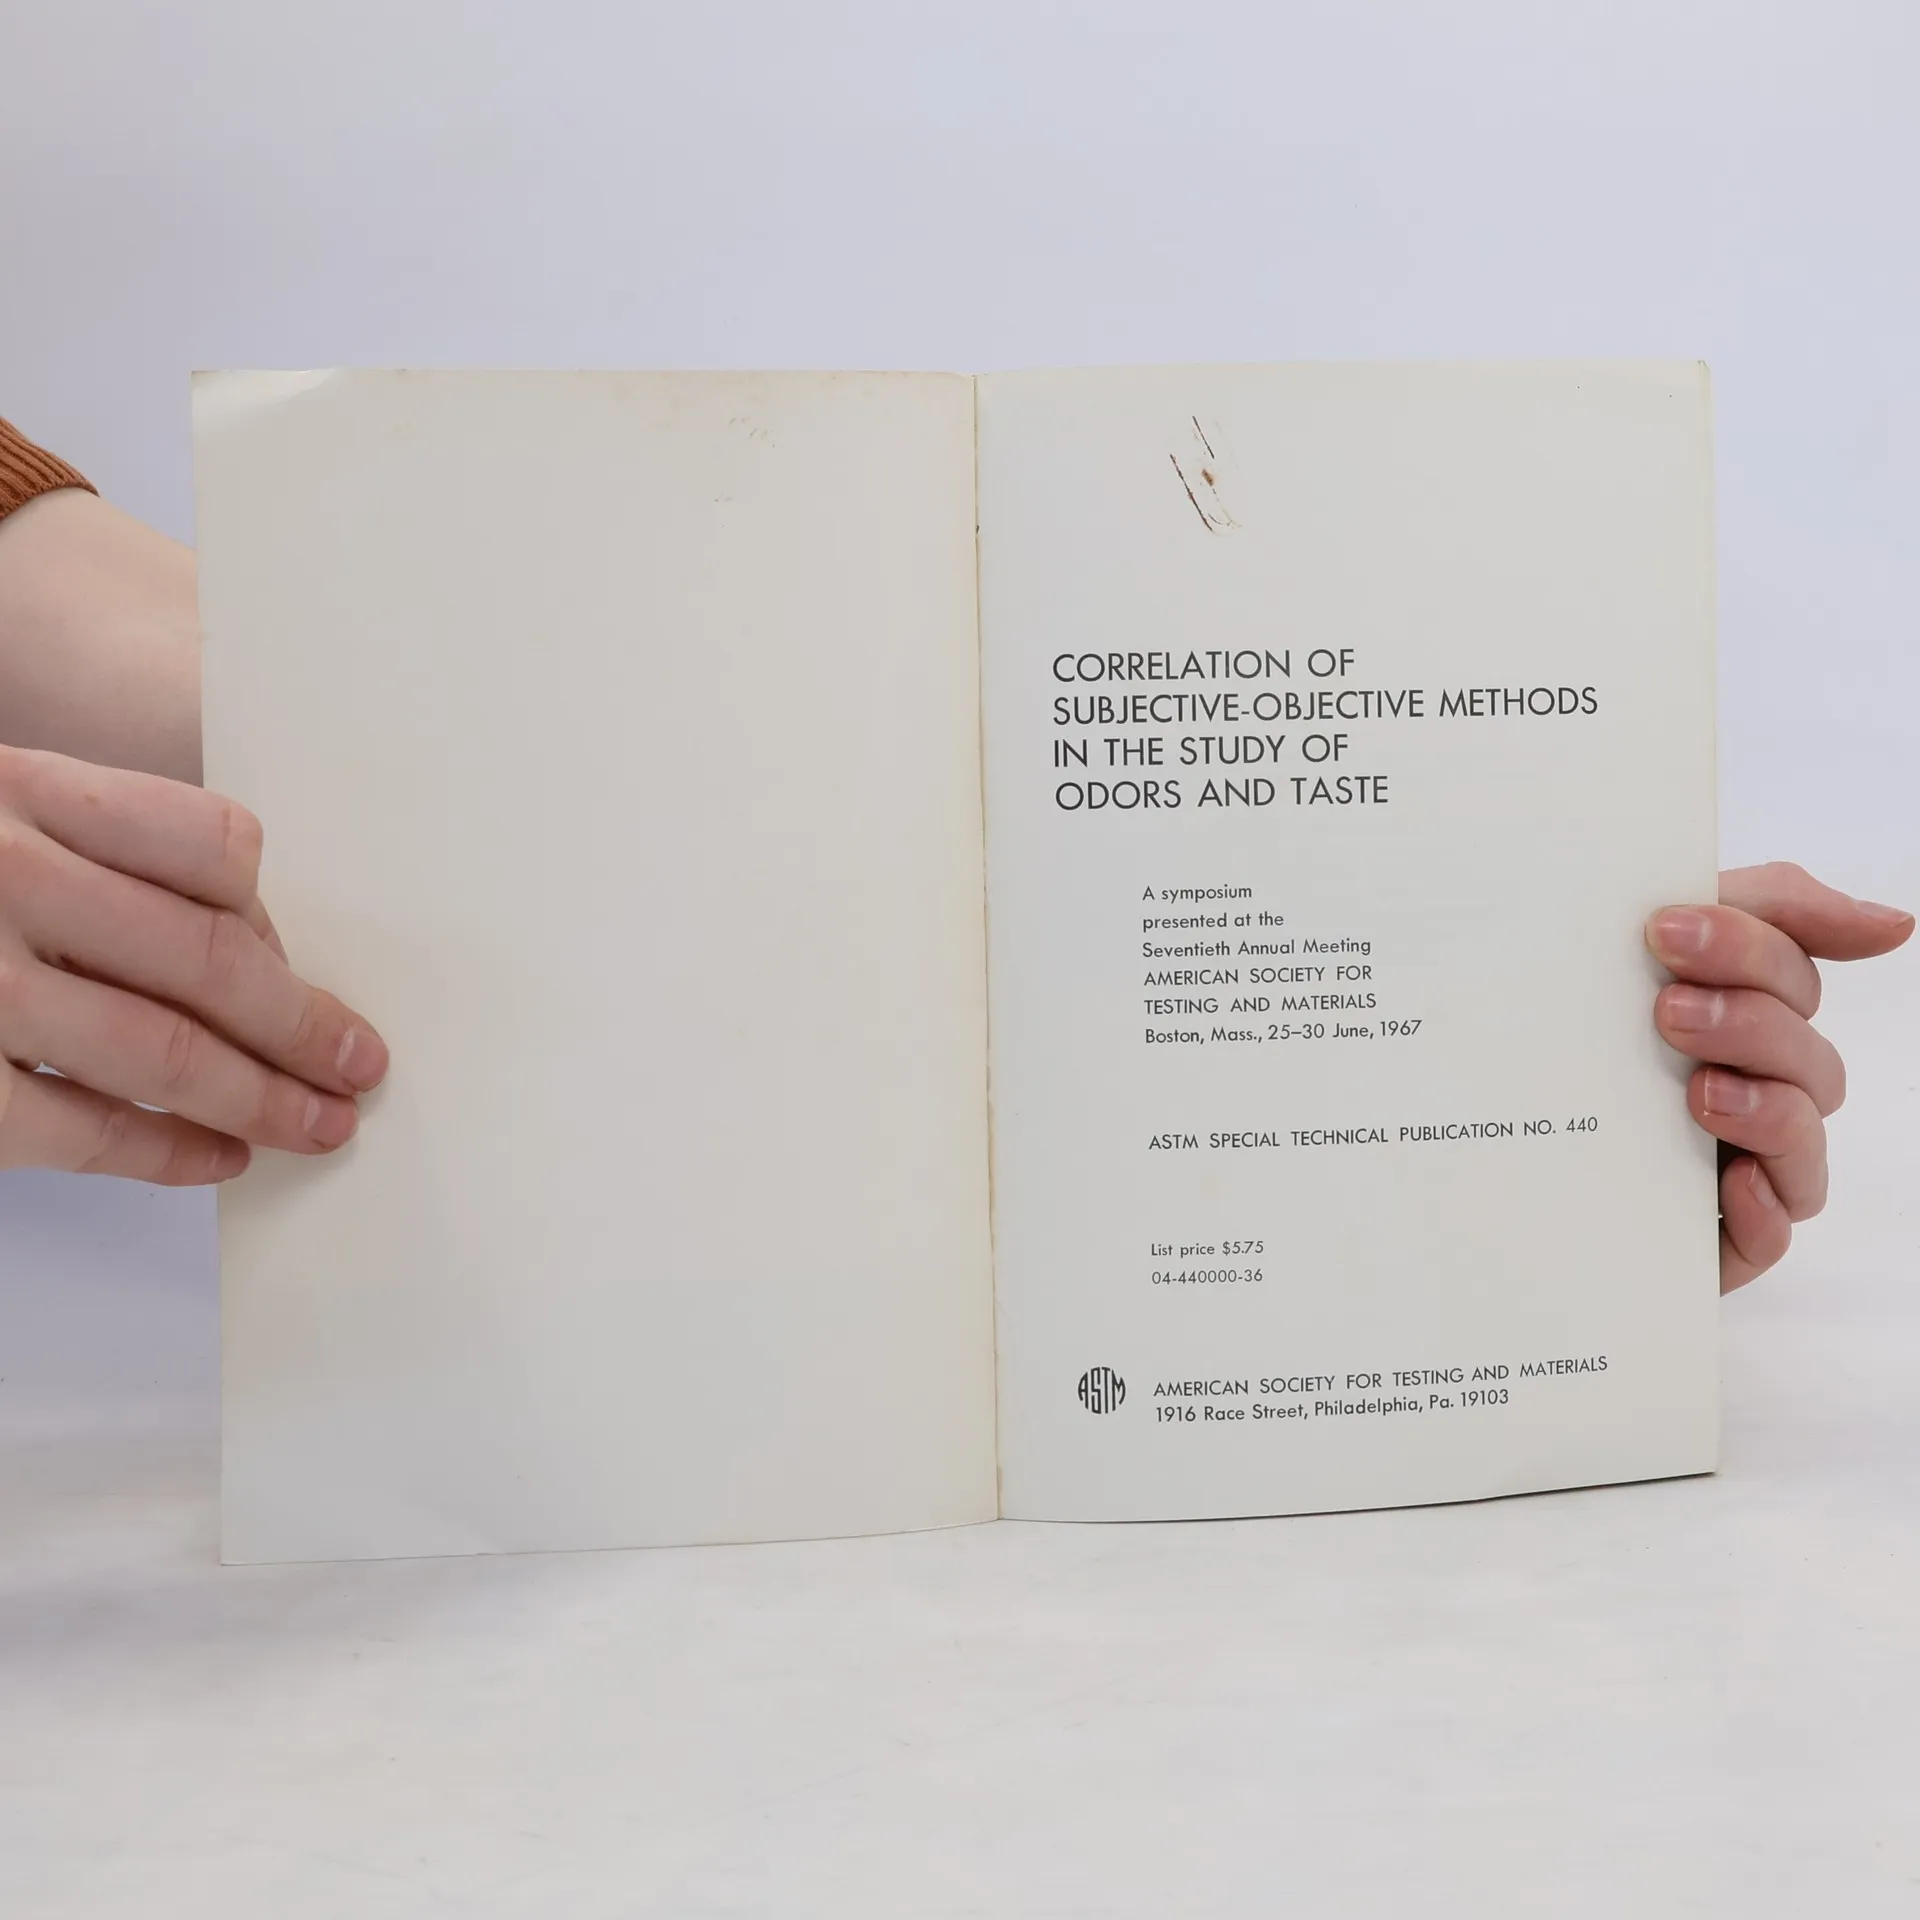 CORRELATION OF
SUBJECTIVE-OBJECTIVE METHODS
IN THE STUDY OF
ODORS AND TASTE
A symposium
presented at the
Seventieth Annual Meeting
AMERICAN SOCIETY FOR
TESTING AND MATERIALS
Boston, Mass., 25–30 June, 1967
ASTM SPECIAL TECHNICAL PUBLICATION NO. 440
List price $5.75
04-440000-36
ASTM
AMERICAN SOCIETY FOR TESTING AND MATERIALS
1916 Race Street, Philadelphia, Pa. 19103